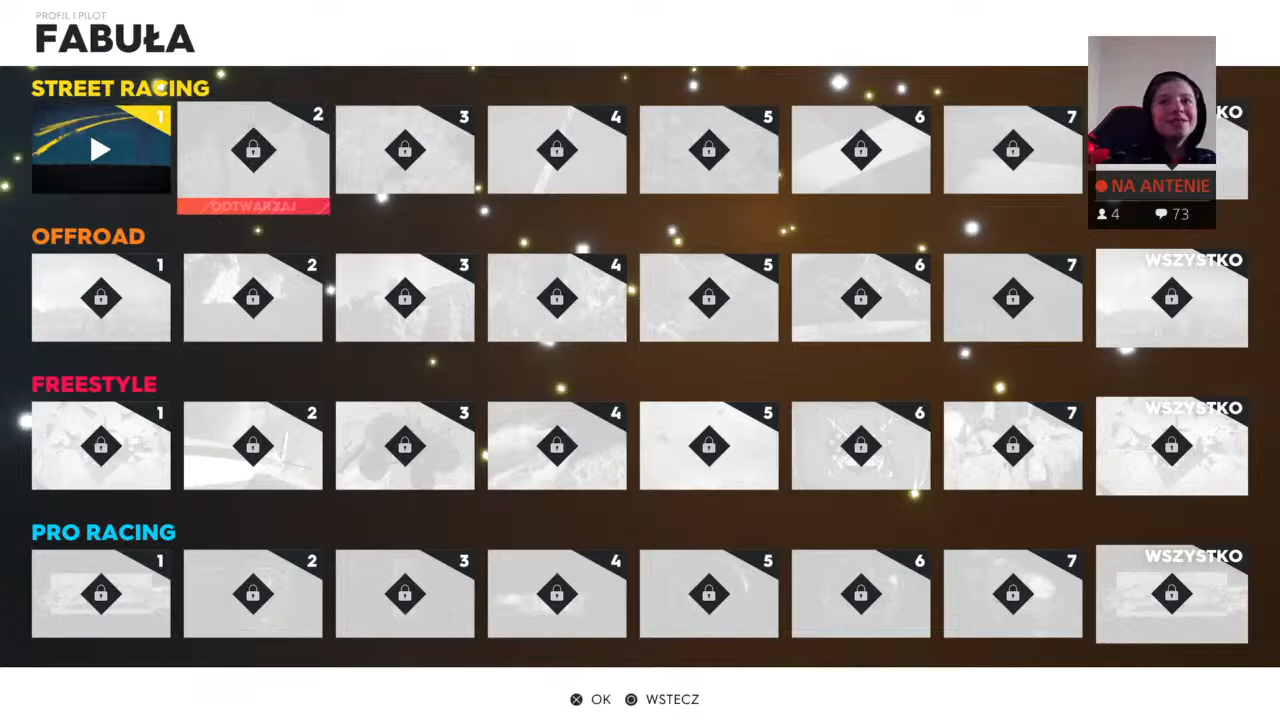 PROFIL I PILOT
FABUŁA
STREET RACING
1 2 3 4 5 6 7 KO
ODTWARZAJ
NA ANTENIE
4 73
OFFROAD
1 2 3 4 5 6 7 WSZYSTKO
FREESTYLE
1 2 3 4 5 6 7 WSZYSTKO
PRO RACING
1 2 3 4 5 6 7 WSZYSTKO
OK WSTECZ